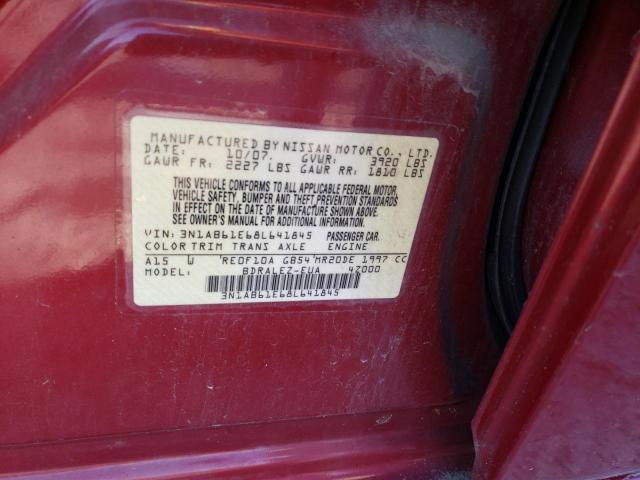 MANUFACTURED BY NISSAN MOTOR CO., LTD.
DATE: 10/07. GVWR: 3920 LBS
GAWR FR: 2227 LBS GAWR RR: 1810 LBS
THIS VEHICLE CONFORMS TO ALL APPLICABLE FEDERAL MOTOR
VEHICLE SAFETY, BUMPER AND THEFT PREVENTION STANDARDS
IN EFFECT ON THE DATE OF MANUFACTURE SHOWN ABOVE.
SEE OWNER'S MANUAL FOR ADDITIONAL INFORMATION
VIN: 3N1AB61E68L641845 PASSENGER CAR.
COLOR TRIM TRANS AXLE ENGINE
A15 W RE0F10A GB54 MR20DE 1997 CC
MODEL: BDRALEZ-EUA 4Z000
3N1AB61E68L641845